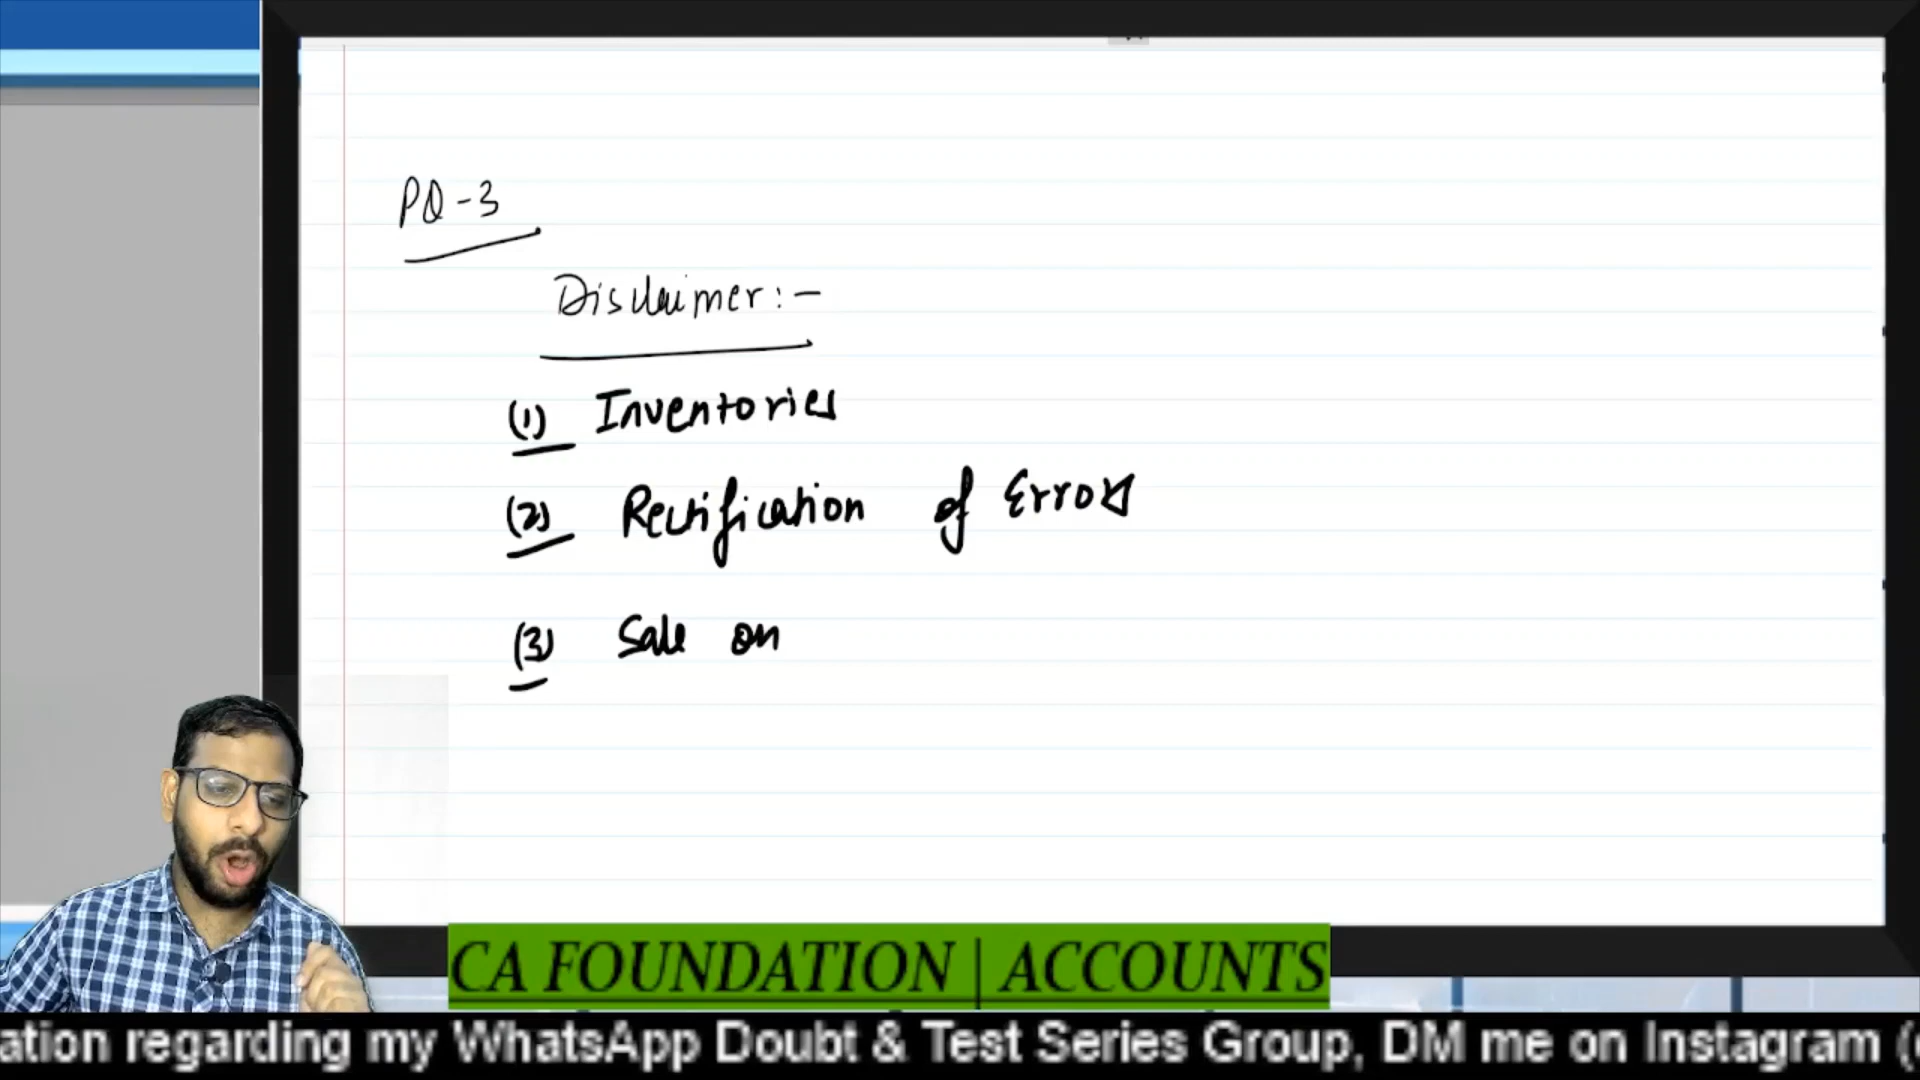 PQ-3
Disclaimer:-
(1) Inventories
(2) Rectification of Errors
(3) Sale on
CA FOUNDATION | ACCOUNTS
ation regarding my WhatsApp Doubt & Test Series Group, DM me on Instagram (